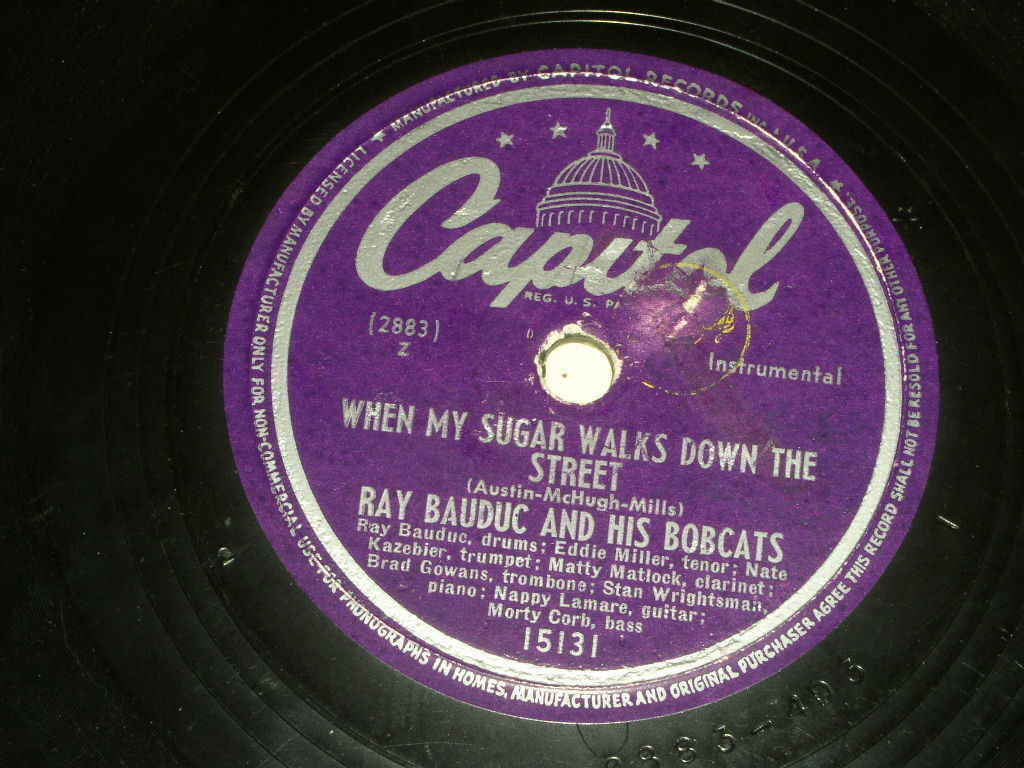 LICENSED BY MANUFACTURER ONLY FOR NON-COMMERCIAL USE FOR PHONOGRAPHS IN HOMES. MANUFACTURER AND ORIGINAL PURCHASER AGREE THIS RECORD SHALL NOT BE RESOLD FOR ANY OTHER PURPOSE.
★ MANUFACTURED BY CAPITOL RECORDS, INC., U.S.A. ★
Capitol
REG. U. S. PA
(2883)
Z
Instrumental
WHEN MY SUGAR WALKS DOWN THE
STREET
(Austin-McHugh-Mills)
RAY BAUDUC AND HIS BOBCATS
Ray Bauduc, drums; Eddie Miller, tenor; Nate
Kazebier, trumpet; Matty Matlock, clarinet;
Brad Gowans, trombone; Stan Wrightsman,
piano; Nappy Lamare, guitar;
Morty Corb, bass
15131